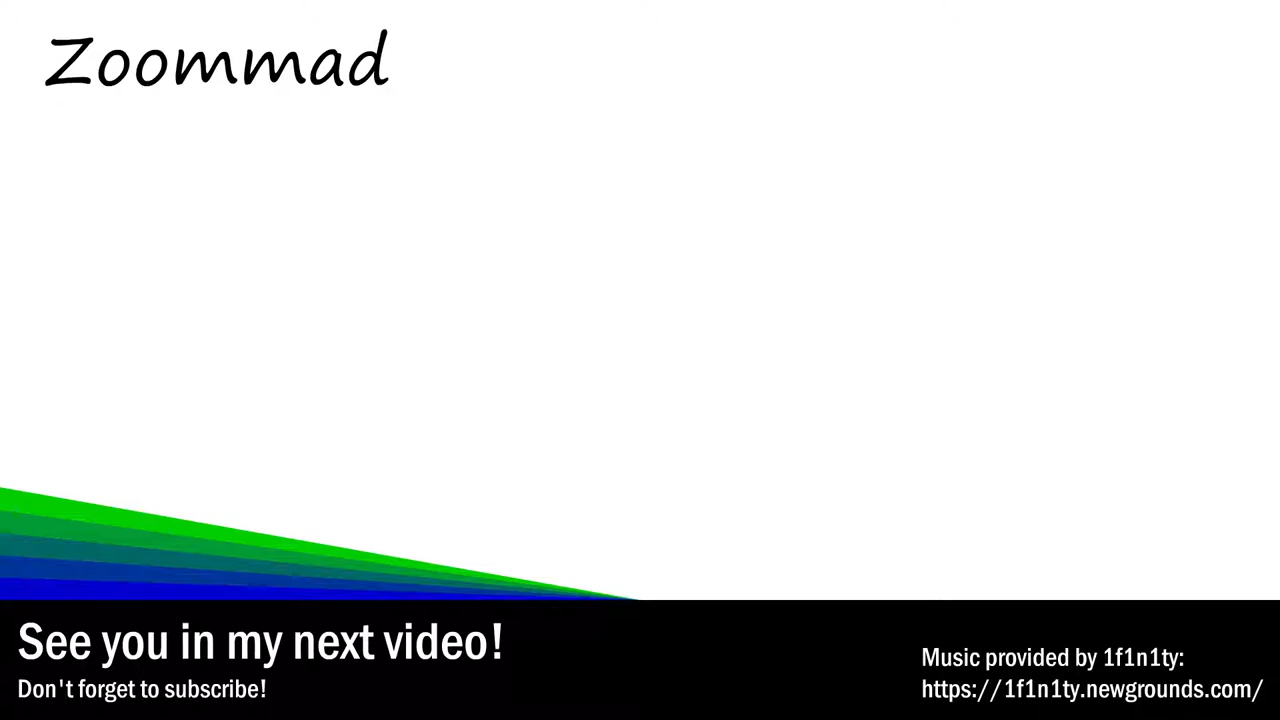 Zoommad
See you in my next video!
Don't forget to subscribe!
Music provided by 1f1n1ty:
https://1f1n1ty.newgrounds.com/